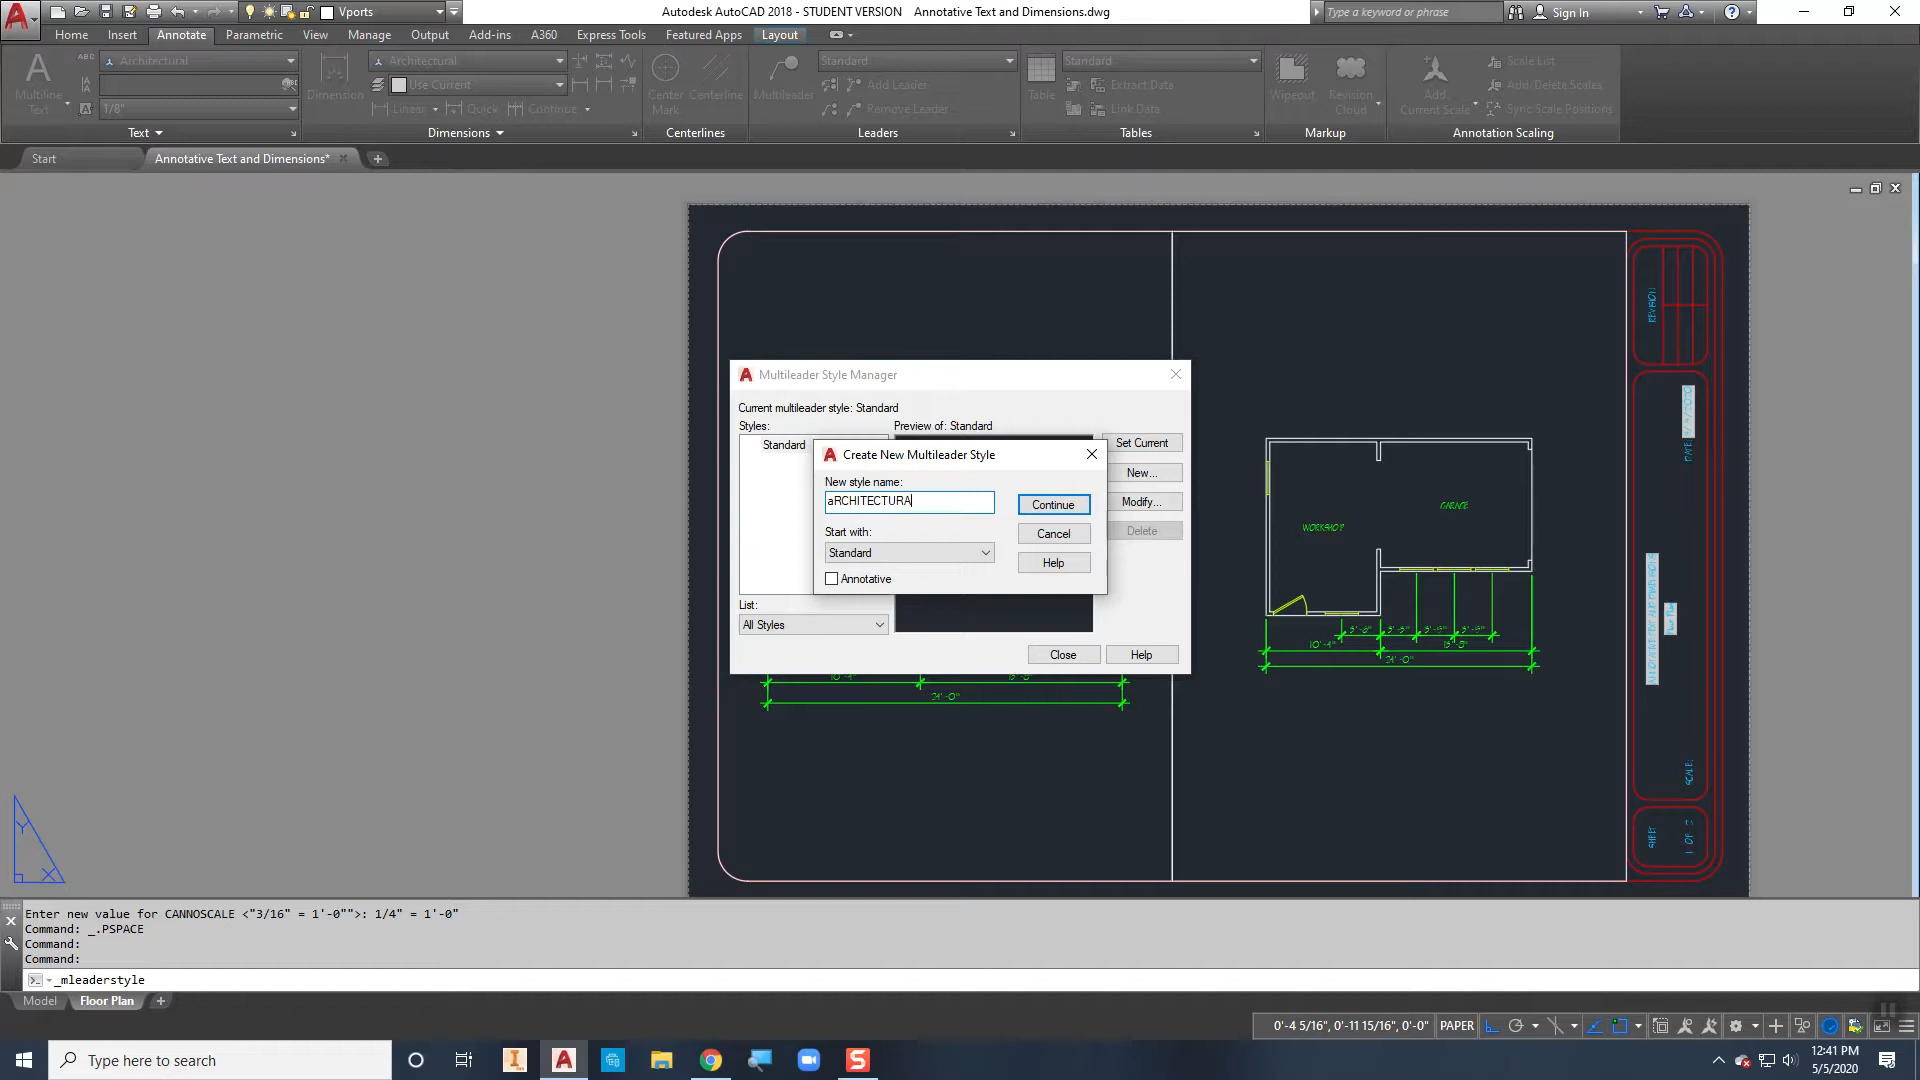 Vports
Autodesk AutoCAD 2018 - STUDENT VERSION Annotative Text and Dimensions.dwg
Type a keyword or phrase
Sign In
Home Insert Annotate Parametric View Manage Output Add-ins A360 Express Tools Featured Apps Layout
Multiline Text
ABC
Architectural
1/8"
Dimension
Architectural
Use Current
Linear Quick Continue
Center Mark
Centerline
Multileader
Standard
Add Leader
Remove Leader
Table
Standard
Extract Data
Link Data
Wipeout
Revision Cloud
Add Current Scale
Scale List
Add/Delete Scales
Sync Scale Positions
Text Dimensions Centerlines Leaders Tables Markup Annotation Scaling
Start Annotative Text and Dimensions*
Multileader Style Manager
Current multileader style: Standard
Styles:
Preview of: Standard
Standard
Set Current
New...
Modify...
Delete
List:
All Styles
Close Help
Create New Multileader Style
New style name:
aRCHITECTURA
Continue
Start with:
Cancel
Standard
Help
Annotative
WORKSHOP
GARAGE
10'-4"
24'-0"
REVISION
DATE:
Floor Plan
SCALE:
SHEET
Enter new value for CANNOSCALE <"3/16" = 1'-0"">: 1/4" = 1'-0"
Command: _.PSPACE
Command:
Command:
_mleaderstyle
Model Floor Plan
0'-4 5/16", 0'-11 15/16", 0'-0" PAPER
Type here to search
12:41 PM
5/5/2020